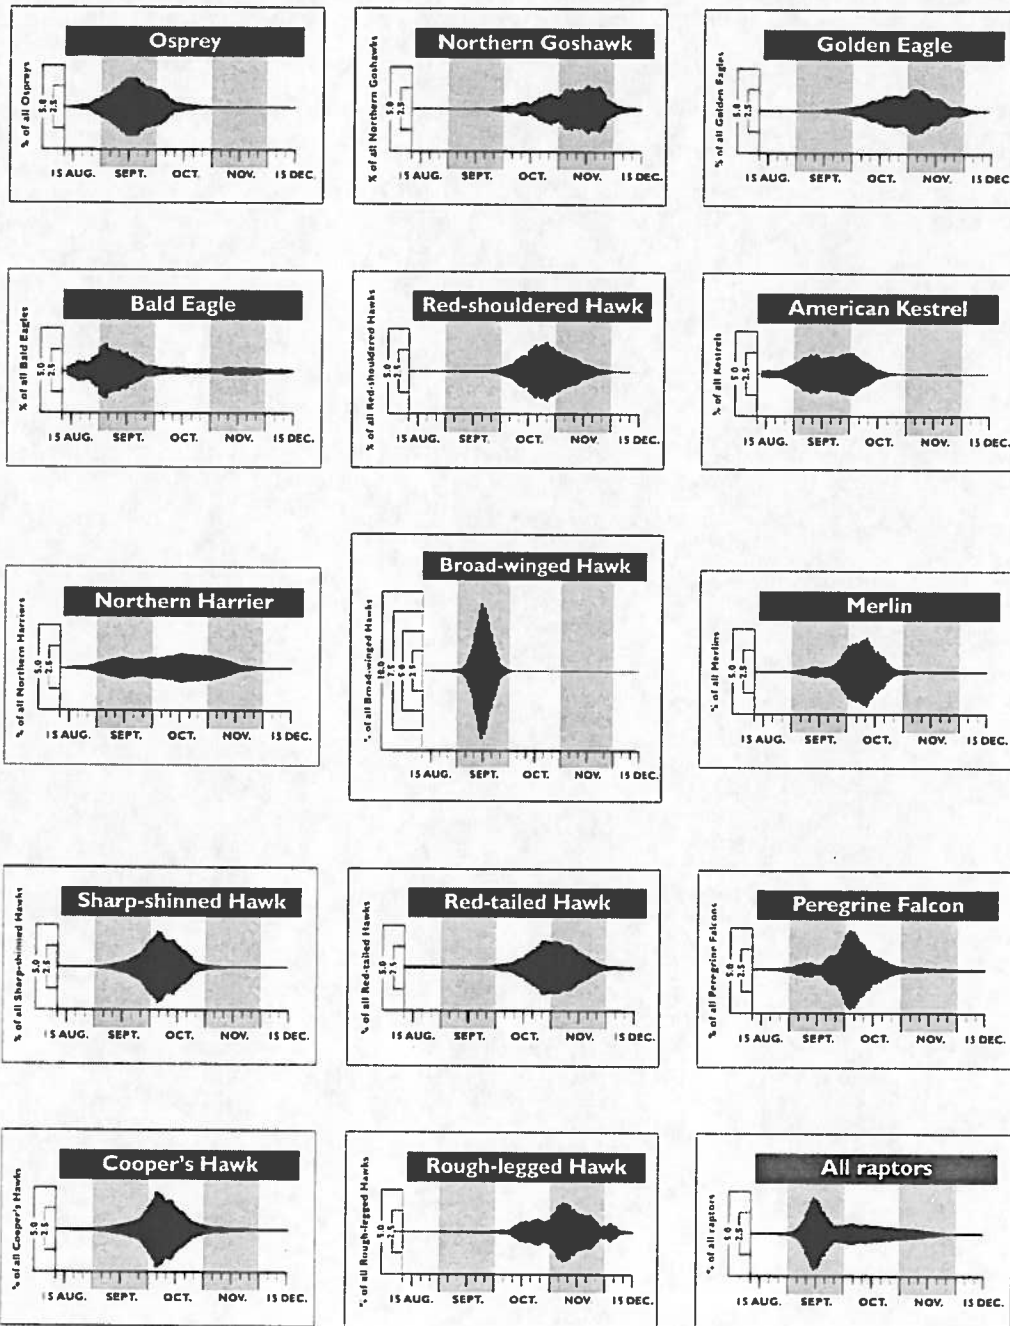 Osprey
% of all Ospreys
5.0
2.5
15 AUG. SEPT. OCT. NOV. 15 DEC.
Northern Goshawk
% of all Northern Goshawks
5.0
2.5
15 AUG. SEPT. OCT. NOV. 15 DEC.
Golden Eagle
% of all Golden Eagles
5.0
2.5
15 AUG. SEPT. OCT. NOV. 15 DEC.
Bald Eagle
% of all Bald Eagles
5.0
2.5
15 AUG. SEPT. OCT. NOV. 15 DEC.
Red-shouldered Hawk
% of all Red-shouldered Hawks
5.0
2.5
15 AUG. SEPT. OCT. NOV. 15 DEC.
American Kestrel
% of all Kestrels
5.0
2.5
15 AUG. SEPT. OCT. NOV. 15 DEC.
Northern Harrier
% of all Northern Harriers
5.0
2.5
15 AUG. SEPT. OCT. NOV. 15 DEC.
Broad-winged Hawk
% of all Broad-winged Hawks
10.0
7.5
5.0
2.5
15 AUG. SEPT. OCT. NOV. 15 DEC.
Merlin
% of all Merlins
5.0
2.5
15 AUG. SEPT. OCT. NOV. 15 DEC.
Sharp-shinned Hawk
% of all Sharp-shinned Hawks
5.0
2.5
15 AUG. SEPT. OCT. NOV. 15 DEC.
Red-tailed Hawk
% of all Red-tailed Hawks
5.0
2.5
15 AUG. SEPT. OCT. NOV. 15 DEC.
Peregrine Falcon
% of all Peregrine Falcons
5.0
2.5
15 AUG. SEPT. OCT. NOV. 15 DEC.
Cooper's Hawk
% of all Cooper's Hawks
5.0
2.5
15 AUG. SEPT. OCT. NOV. 15 DEC.
Rough-legged Hawk
% of all Rough-legged Hawks
5.0
2.5
15 AUG. SEPT. OCT. NOV. 15 DEC.
All raptors
% of all raptors
5.0
2.5
15 AUG. SEPT. OCT. NOV. 15 DEC.